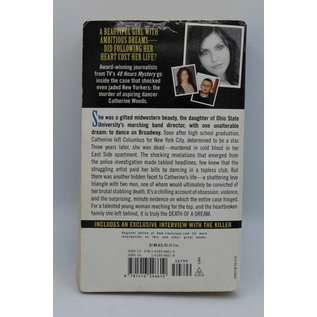 A BEAUTIFUL GIRL WITH
AMBITIOUS DREAMS—
DID FOLLOWING HER
HEART COST HER LIFE?
Award-winning journalists
from TV's 48 Hours Mystery go
inside the case that shocked
even jaded New Yorkers: the
murder of aspiring dancer
Catherine Woods.
She was a gifted midwestern beauty, the daughter of Ohio State
University's marching band director, with one unalterable
dream: to dance on Broadway. Soon after high school graduation,
Catherine left Columbus for New York City, determined to be a star.
Three years later, she was dead—murdered in cold blood in her
East Side apartment. The shocking revelations that emerged from
the police investigation made tabloid headlines: few knew that the
struggling artist paid her bills by dancing in a topless club. But
there was another hidden facet to Catherine's life—a shattering love
triangle with two men, one of whom would ultimately be convicted of
her brutal stabbing death. It's a chilling account of obsession, violence,
and the surprising, minute evidence on which the entire case hinged.
For a talented young woman reaching for the top, and the heartbroken
family she left behind, it is truly the DEATH OF A DREAM.
INCLUDES AN EXCLUSIVE INTERVIEW WITH THE KILLER